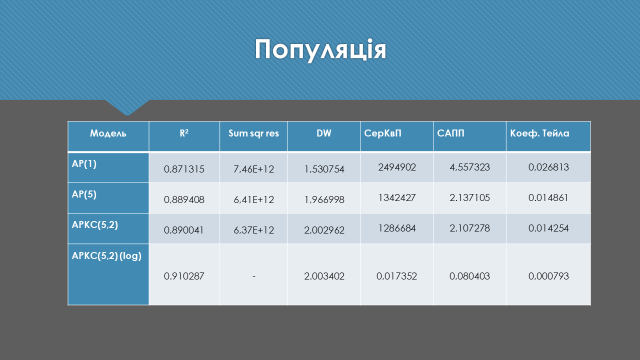 Популяція
Модель R² Sum sqr res DW СерКвП САПП Коеф. Тейла
АР(1) 0,871315 7,46E+12 1,530754 2494902 4,557323 0.026813
АР(5) 0,889408 6,41E+12 1,966998 1342427 2.137105 0.014861
АРКС(5,2) 0,890041 6,37E+12 2,002962 1286684 2.107278 0.014254
АРКС(5,2)(log) 0,910287 - 2,003402 0.017352 0.080403 0.000793